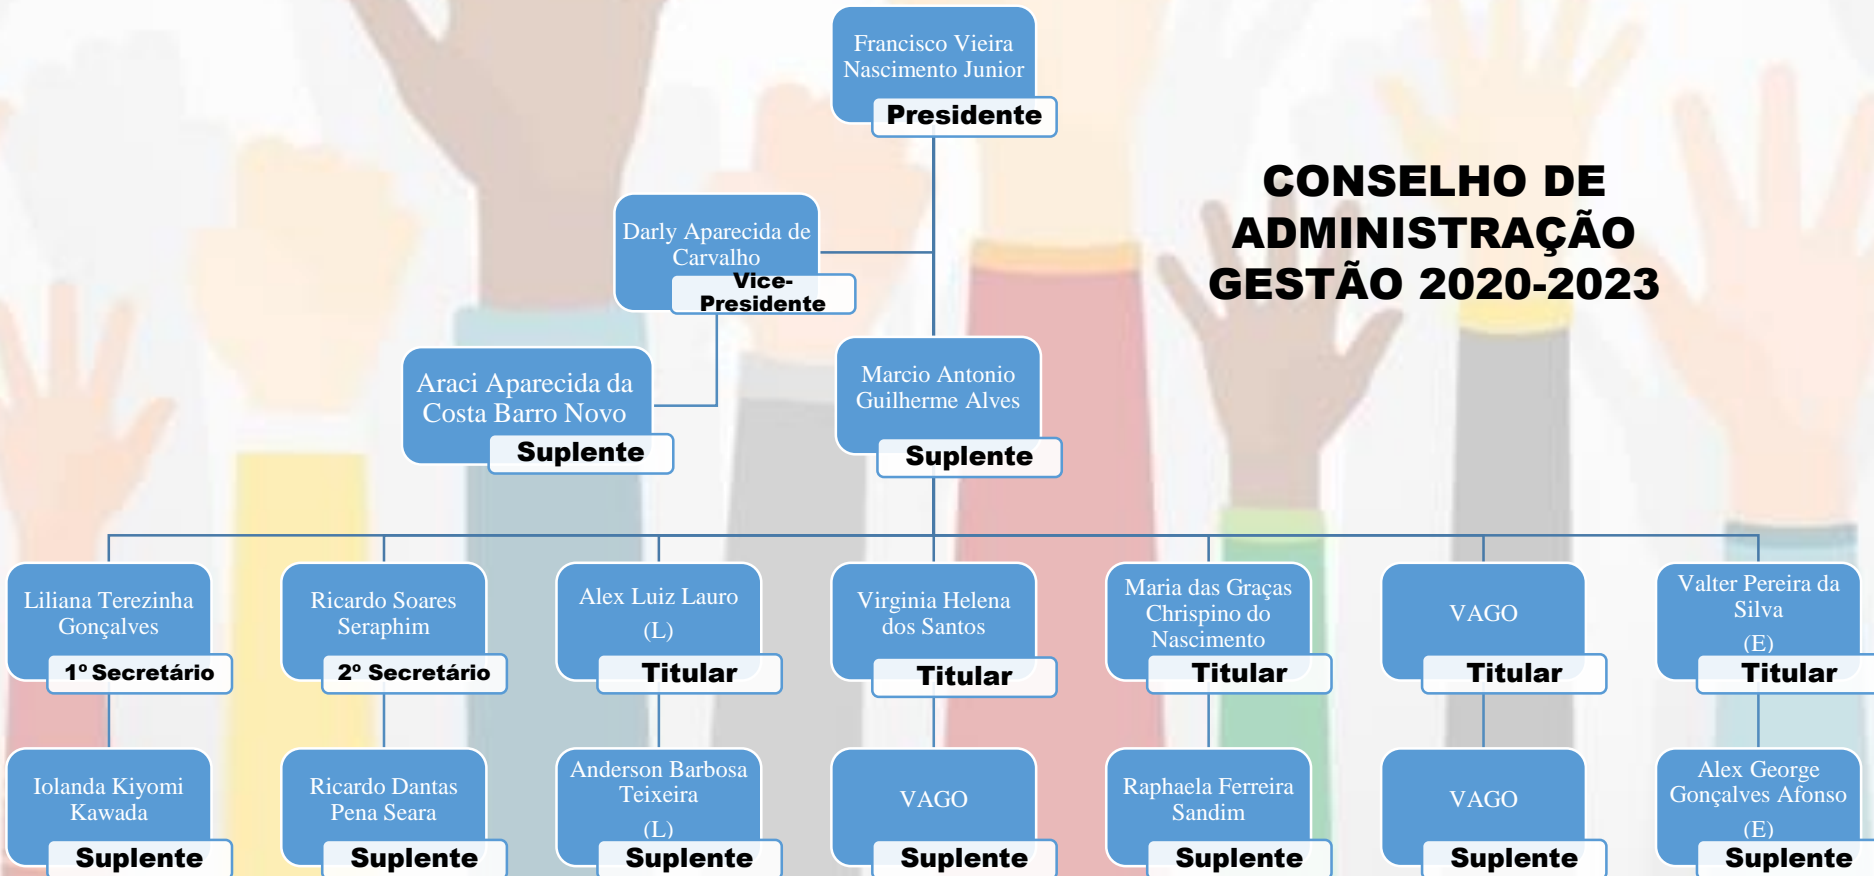 Francisco Vieira
Nascimento Junior
Presidente
CONSELHO DE
ADMINISTRAÇÃO
GESTÃO 2020-2023
Darly Aparecida de
Carvalho
Vice-
Presidente
Araci Aparecida da
Costa Barro Novo
Suplente
Marcio Antonio
Guilherme Alves
Suplente
Liliana Terezinha
Gonçalves
1º Secretário
Ricardo Soares
Seraphim
2º Secretário
Alex Luiz Lauro
(L)
Titular
Virginia Helena
dos Santos
Titular
Maria das Graças
Chrispino do
Nascimento
Titular
VAGO
Titular
Valter Pereira da
Silva
(E)
Titular
Iolanda Kiyomi
Kawada
Suplente
Ricardo Dantas
Pena Seara
Suplente
Anderson Barbosa
Teixeira
(L)
Suplente
VAGO
Suplente
Raphaela Ferreira
Sandim
Suplente
VAGO
Suplente
Alex George
Gonçalves Afonso
(E)
Suplente